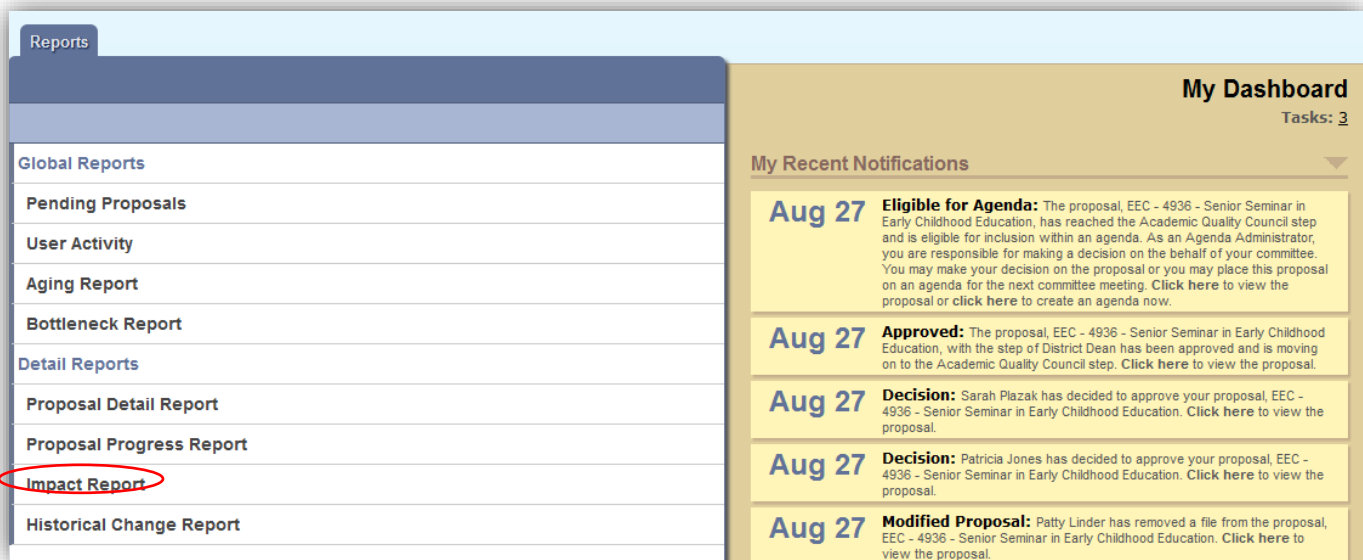 Reports
Global Reports
Pending Proposals
User Activity
Aging Report
Bottleneck Report
Detail Reports
Proposal Detail Report
Proposal Progress Report
Impact Report
Historical Change Report
My Dashboard
Tasks: 3
My Recent Notifications
Aug 27
Eligible for Agenda: The proposal, EEC - 4936 - Senior Seminar in
Early Childhood Education, has reached the Academic Quality Council step
and is eligible for inclusion within an agenda. As an Agenda Administrator,
you are responsible for making a decision on the behalf of your committee.
You may make your decision on the proposal or you may place this proposal
on an agenda for the next committee meeting. Click here to view the
proposal or click here to create an agenda now.
Aug 27
Approved: The proposal, EEC - 4936 - Senior Seminar in Early Childhood
Education, with the step of District Dean has been approved and is moving
on to the Academic Quality Council step. Click here to view the proposal.
Aug 27
Decision: Sarah Plazak has decided to approve your proposal, EEC -
4936 - Senior Seminar in Early Childhood Education. Click here to view the
proposal.
Aug 27
Decision: Patricia Jones has decided to approve your proposal, EEC -
4936 - Senior Seminar in Early Childhood Education. Click here to view the
proposal.
Aug 27
Modified Proposal: Patty Linder has removed a file from the proposal,
EEC - 4936 - Senior Seminar in Early Childhood Education. Click here to
view the proposal.